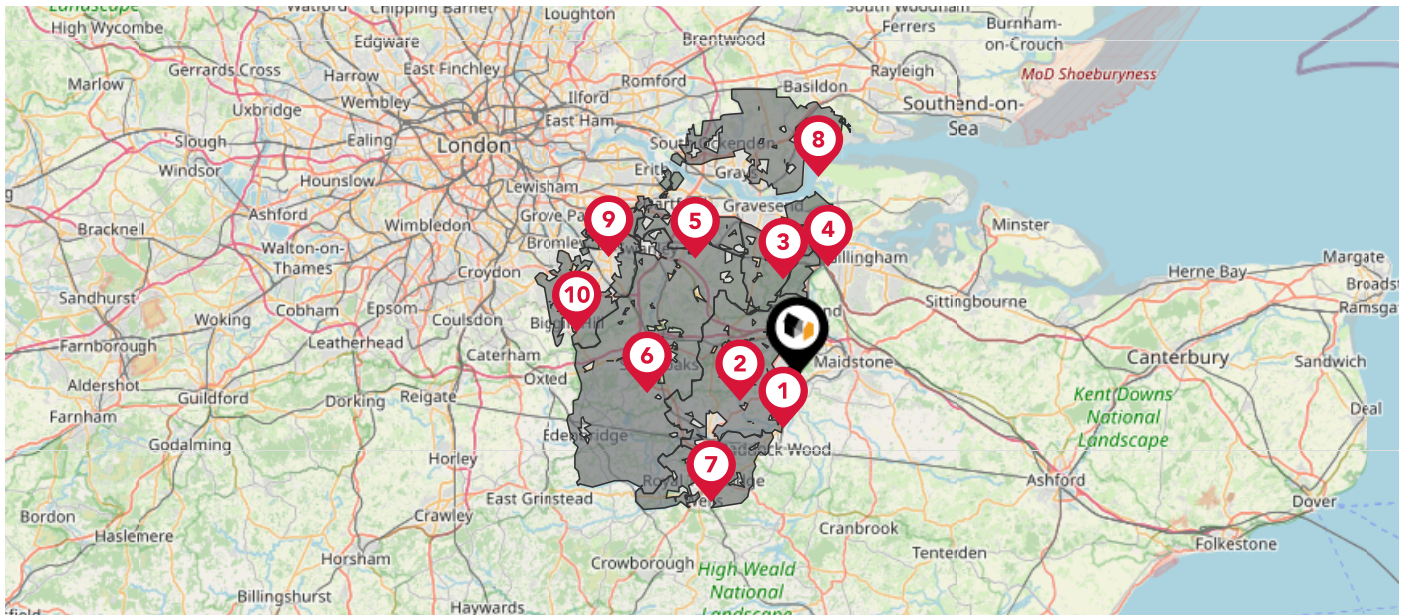 Landscape
High Wycombe
Watford
Chipping Barnet
Loughton
South Woodham
Ferrers
Burnham-
on-Crouch
Edgware
Brentwood
Gerrards Cross
East Finchley
Harrow
Romford
Rayleigh
MoD Shoeburyness
Marlow
Wembley
Ilford
Basildon
Uxbridge
East Ham
Southend-on-
Sea
Slough
Ealing
London
8
Windsor
Hounslow
Erith
Grays
Lewisham
Ashford
Grove Pa
Gravesend
Minster
Bracknell
Wimbledon
9
5
4
3
Walton-on-
Thames
Bromley
illingham
Croydon
Herne Bay
Margate
Sandhurst
Cobham
Epsom
10
Sittingbourne
Broadst
Ramsga
Woking
Coulsdon
Farnborough
Leatherhead
Caterham
6
2
Maidstone
Canterbury
Sandwich
Aldershot
Oxted
1
Guildford
Dorking
Reigate
Kent Downs
National
Landscape
Farnham
Deal
Godalming
Edenbridge
Horley
7
Ashford
East Grinstead
Dover
Bordon
Crawley
Haslemere
Cranbrook
Folkestone
Horsham
Crowborough
Tenterden
High Weald
National
Landscape
Billingshurst
Haywards